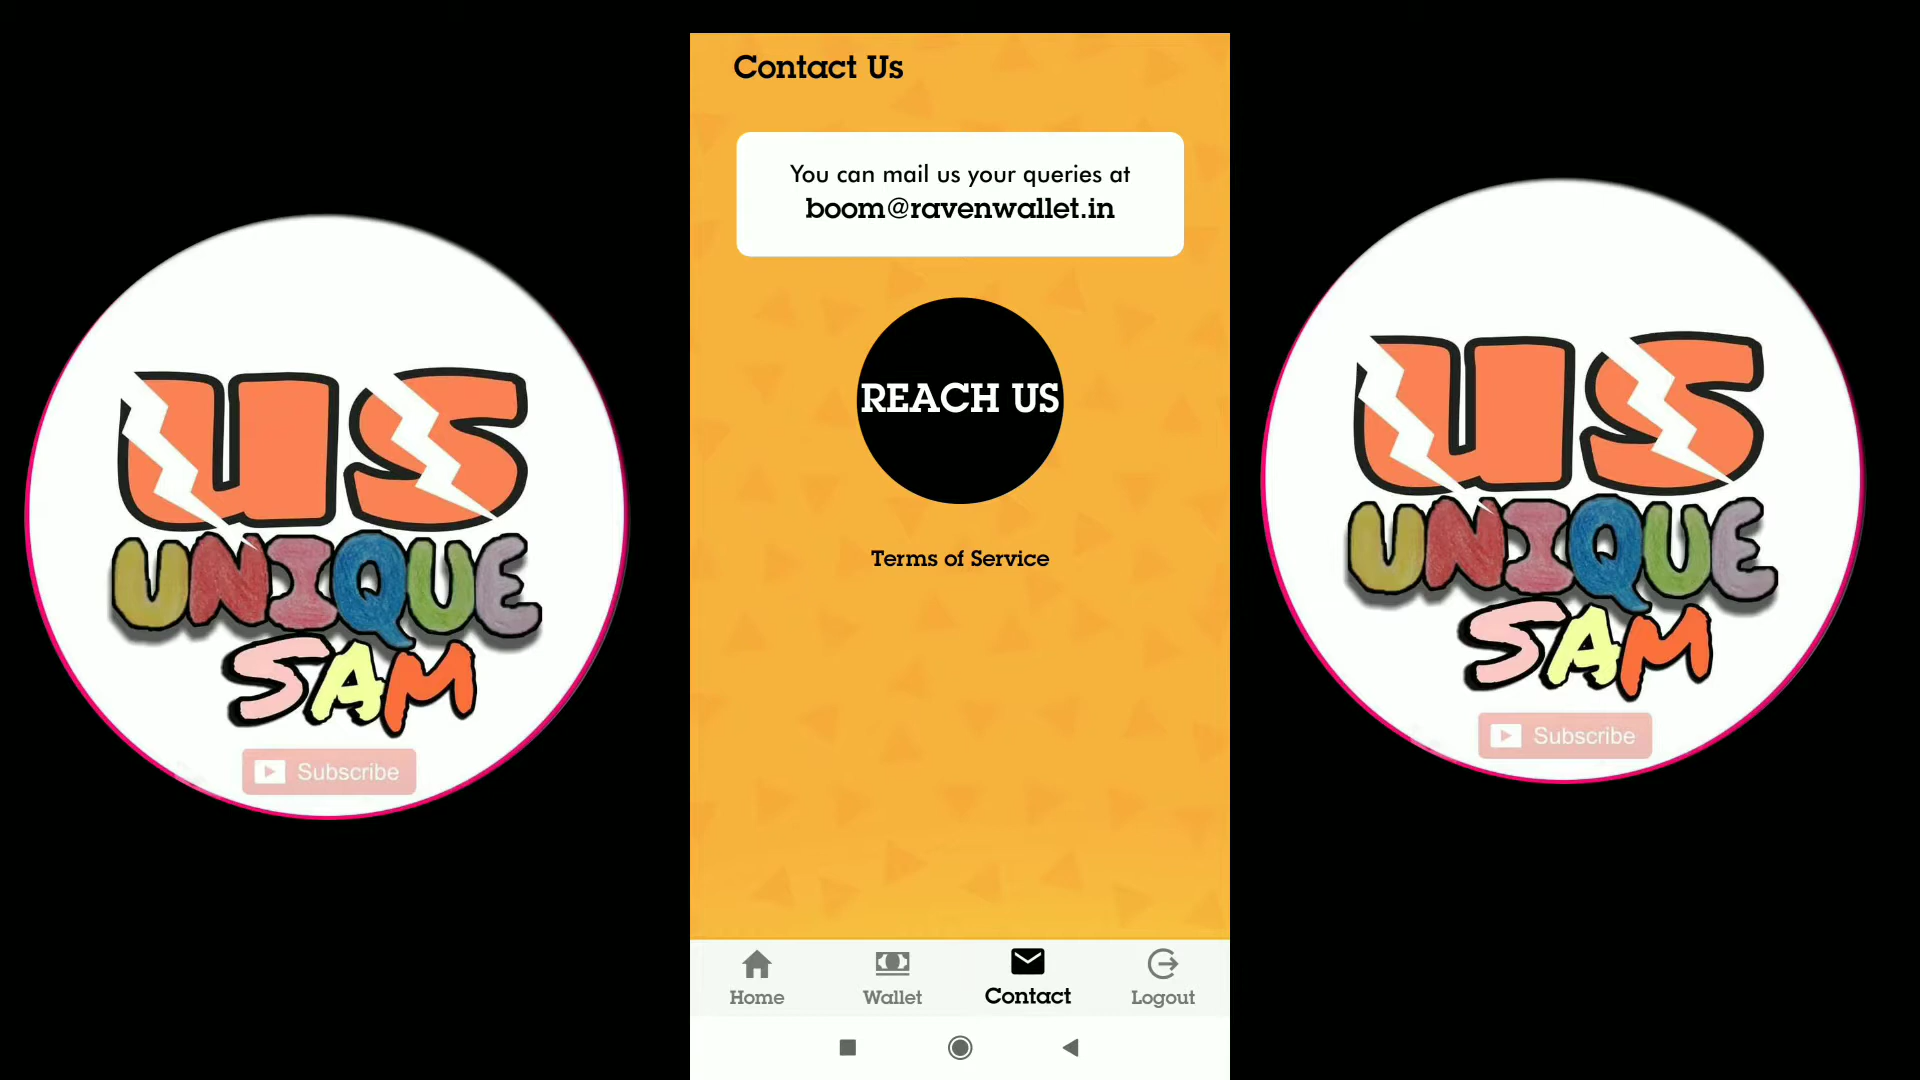 Contact Us
You can mail us your queries at
boom@ravenwallet.in
REACH US
Terms of Service
Home
Wallet
Contact
Logout
US
UNIQUE
SAM
Subscribe
US
UNIQUE
SAM
Subscribe